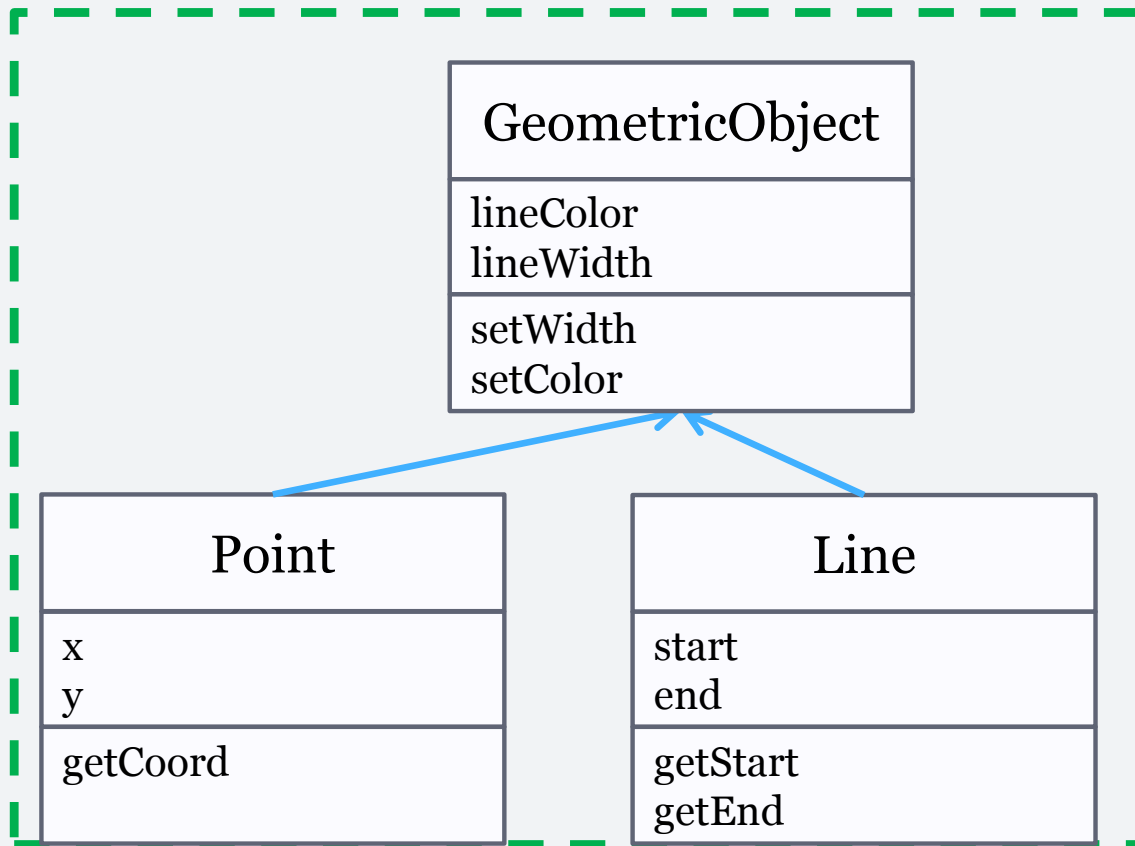 GeometricObject
lineColor
lineWidth
setWidth
setColor
Point
x
y
getCoord
Line
start
end
getStart
getEnd